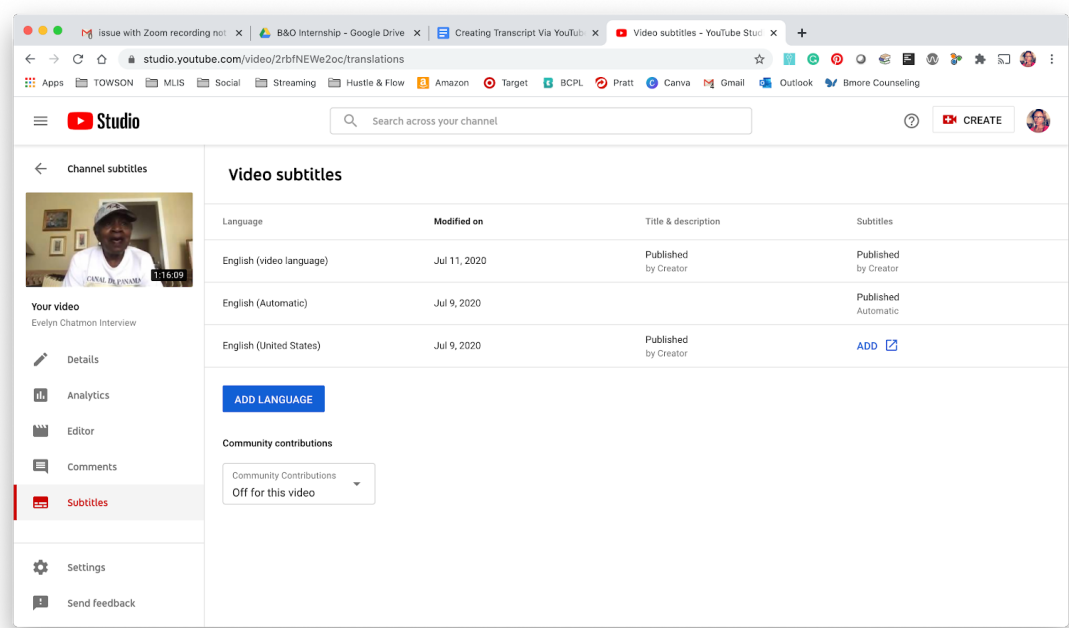 issue with Zoom recording not
B&O Internship - Google Drive
Creating Transcript Via YouTub
Video subtitles - YouTube Stud
studio.youtube.com/video/2rbfNEWe2oc/translations
Apps TOWSON MLIS Social Streaming Hustle & Flow Amazon Target BCPL Pratt Canva Gmail Outlook Bmore Counseling
Studio
Search across your channel
CREATE
Channel subtitles
CANAL DE PANAMA
1:16:09
Your video
Evelyn Chatmon Interview
Details
Analytics
Editor
Comments
Subtitles
Settings
Send feedback
Video subtitles
Language Modified on Title & description Subtitles
English (video language) Jul 11, 2020 Published Published
by Creator by Creator
English (Automatic) Jul 9, 2020 Published
Automatic
English (United States) Jul 9, 2020 Published ADD
by Creator
ADD LANGUAGE
Community contributions
Community Contributions
Off for this video